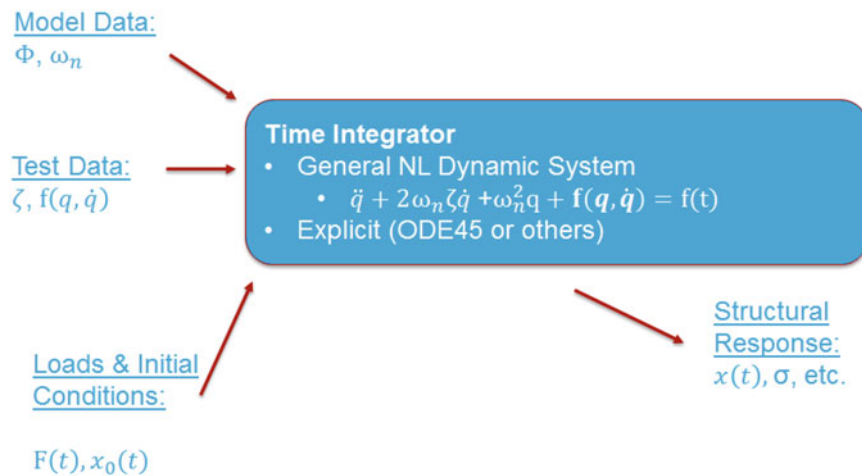 Model Data:
Φ, ωₙ
Time Integrator
• General NL Dynamic System
• q̈ + 2ωₙζq̇ +ωₙ²q + f(q, q̇) = f(t)
• Explicit (ODE45 or others)
Test Data:
ζ, f(q, q̇)
Loads & Initial
Conditions:
F(t), x₀(t)
Structural
Response:
x(t), σ, etc.